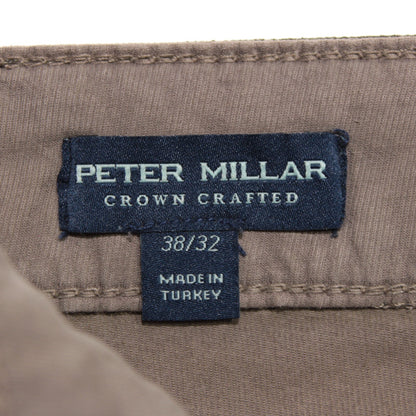 PETER MILLAR
CROWN CRAFTED
38/32
MADE IN
TURKEY